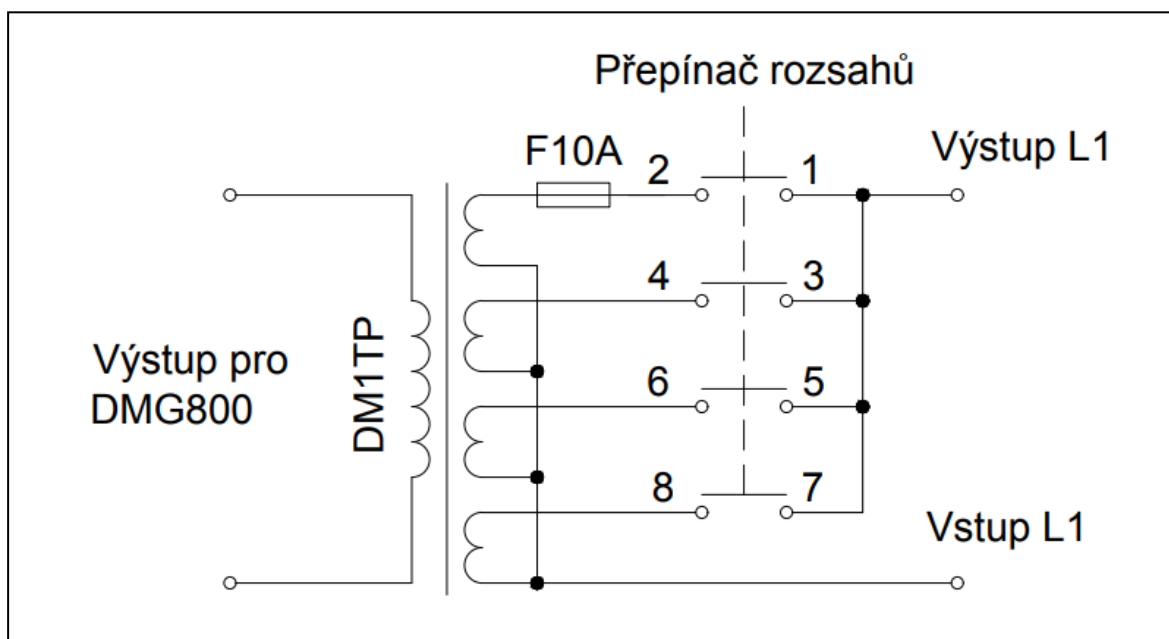 Přepínač rozsahů
F10A
2
1
Výstup L1
4
3
DM1TP
Výstup pro
DMG800
6
5
8
7
Vstup L1